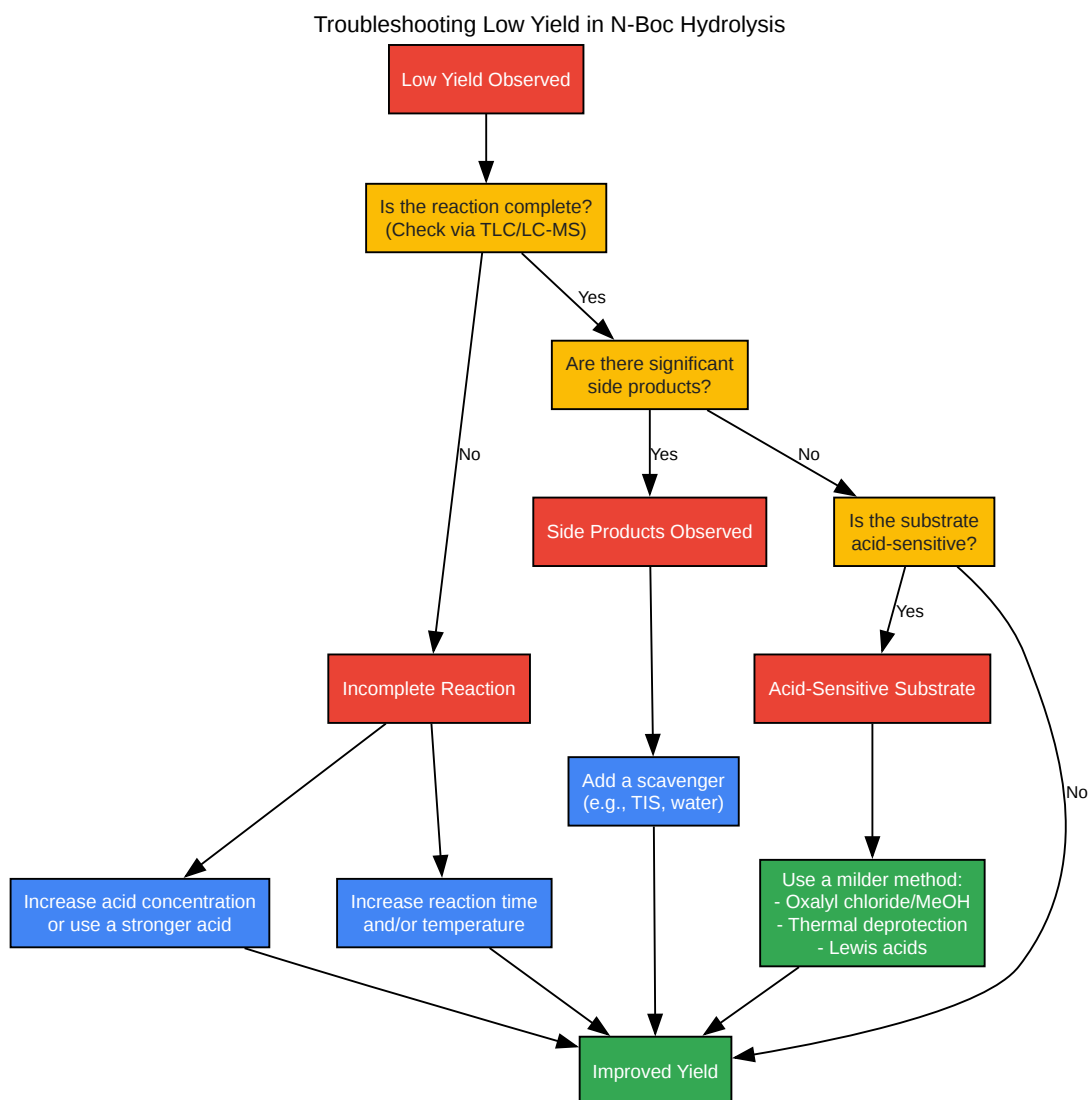 Troubleshooting Low Yield in N-Boc Hydrolysis
Low Yield Observed
Is the reaction complete?
(Check via TLC/LC-MS)
Yes
Are there significant
side products?
No
Yes
No
Side Products Observed
Is the substrate
acid-sensitive?
Yes
Incomplete Reaction
Acid-Sensitive Substrate
Add a scavenger
(e.g., TIS, water)
No
Increase acid concentration
or use a stronger acid
Increase reaction time
and/or temperature
Use a milder method:
- Oxalyl chloride/MeOH
- Thermal deprotection
- Lewis acids
Improved Yield